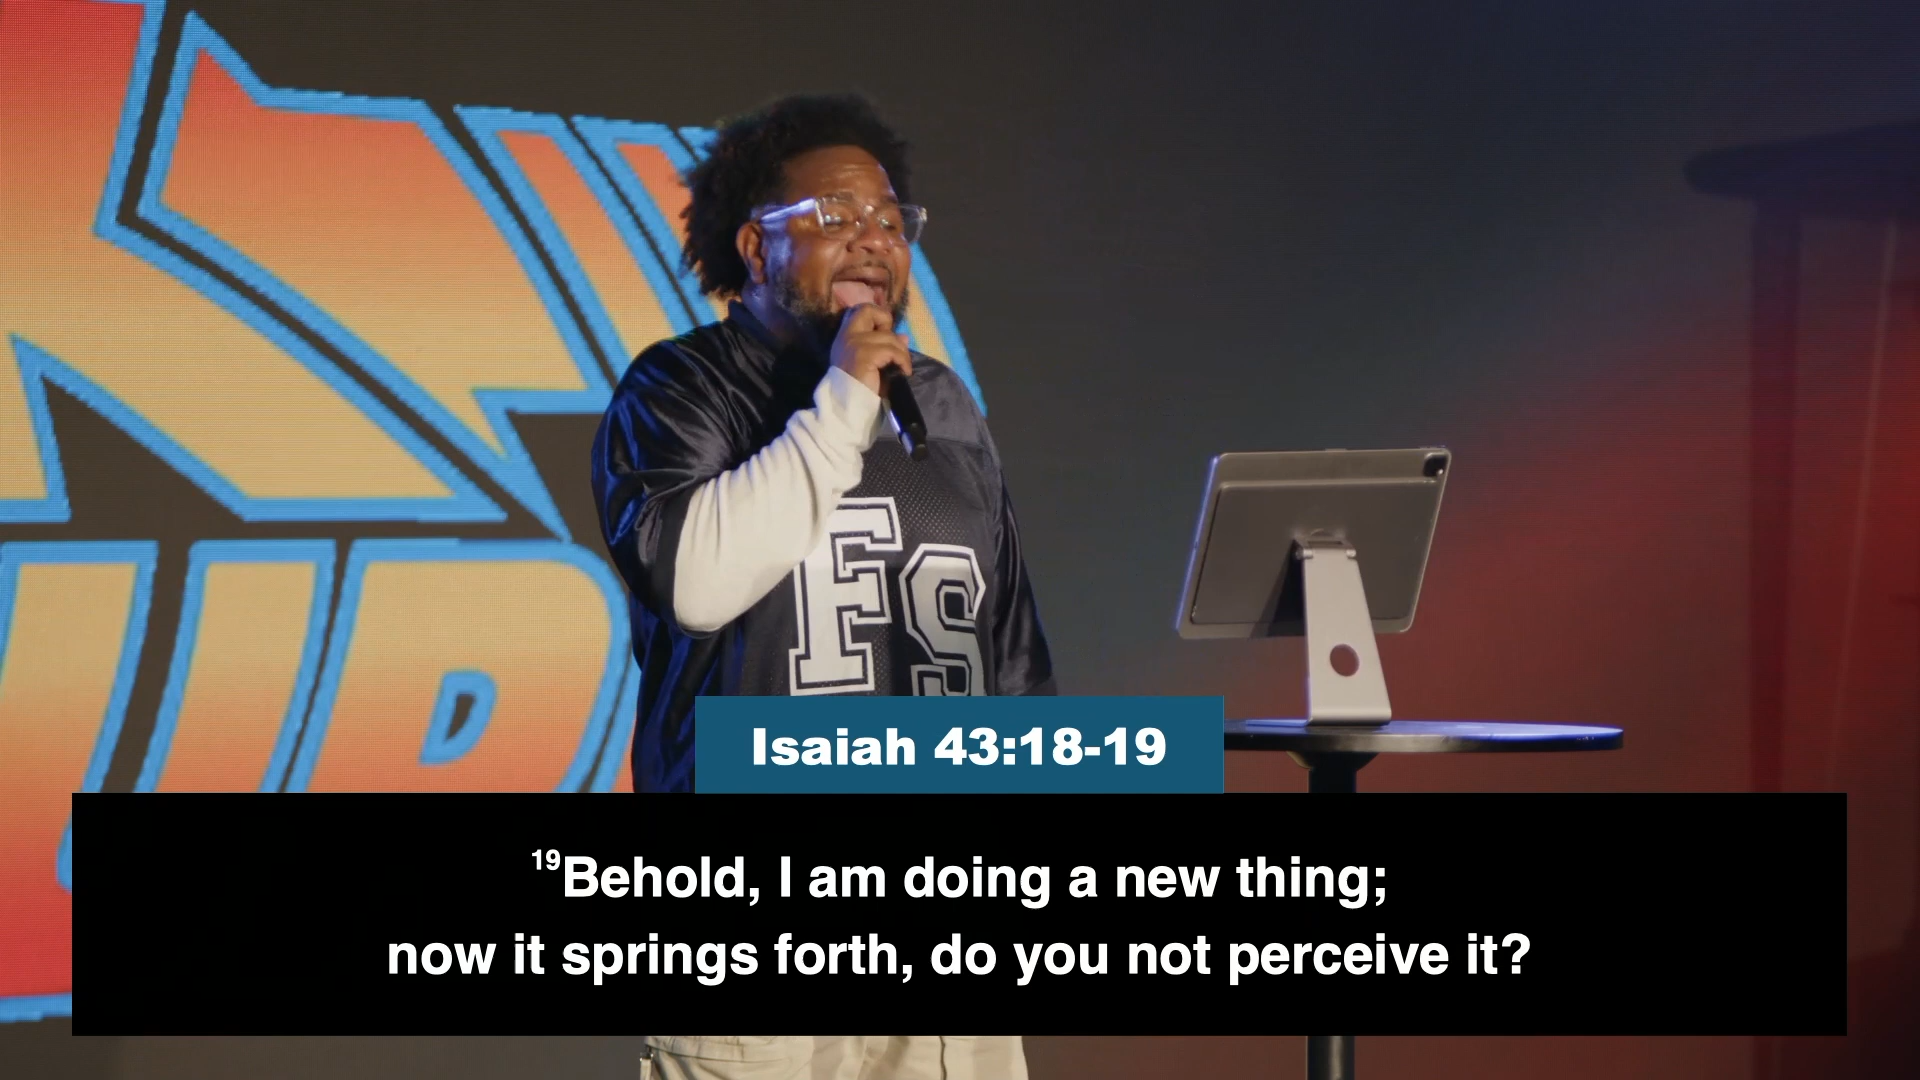 Fs
Isaiah 43:18-19
19Behold, I am doing a new thing;
now it springs forth, do you not perceive it?